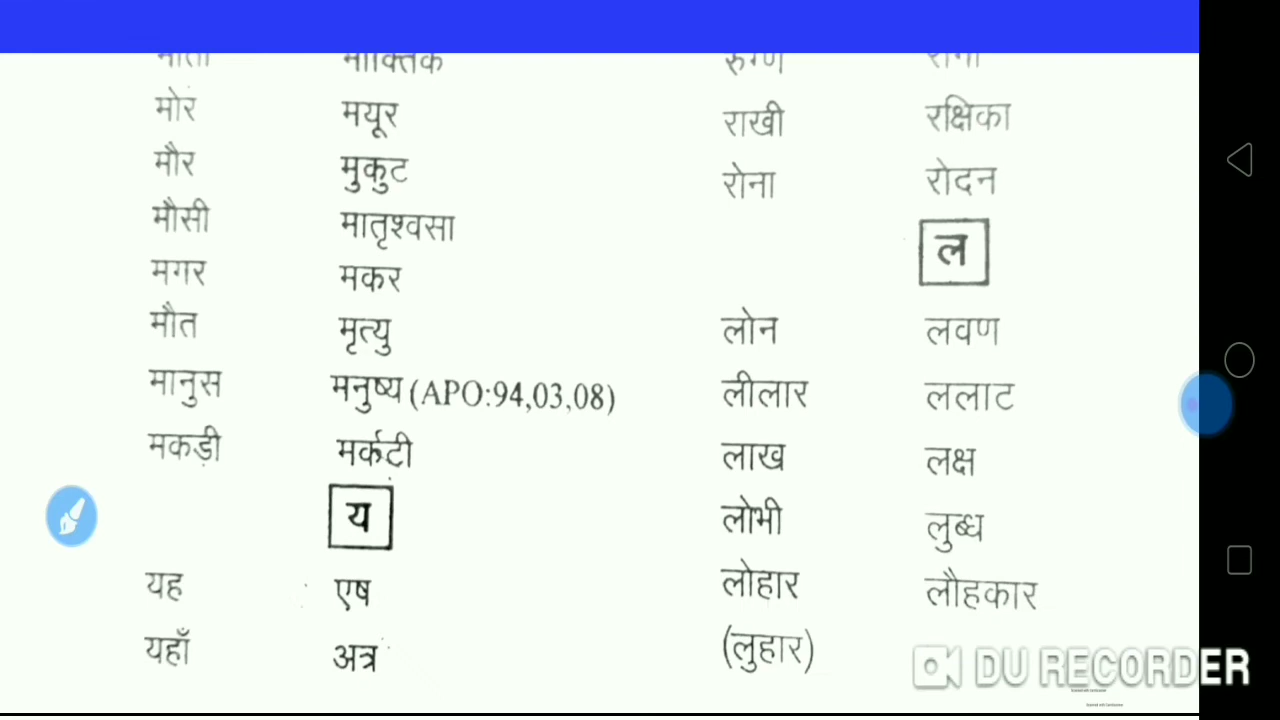 मोती मौक्तिक
मोर मयूर
मौर मुकुट
मौसी मातृश्वसा
मगर मकर
मौत मृत्यु
मानुस मनुष्य (APO:94,03,08)
मकड़ी मर्कटी
य
यह एष
यहाँ अत्र
रुग्ण रोगी
राखी रक्षिका
रोना रोदन
ल
लोन लवण
लीलार ललाट
लाख लक्ष
लोभी लुब्ध
लोहार लौहकार
(लुहार)
DU RECORDER